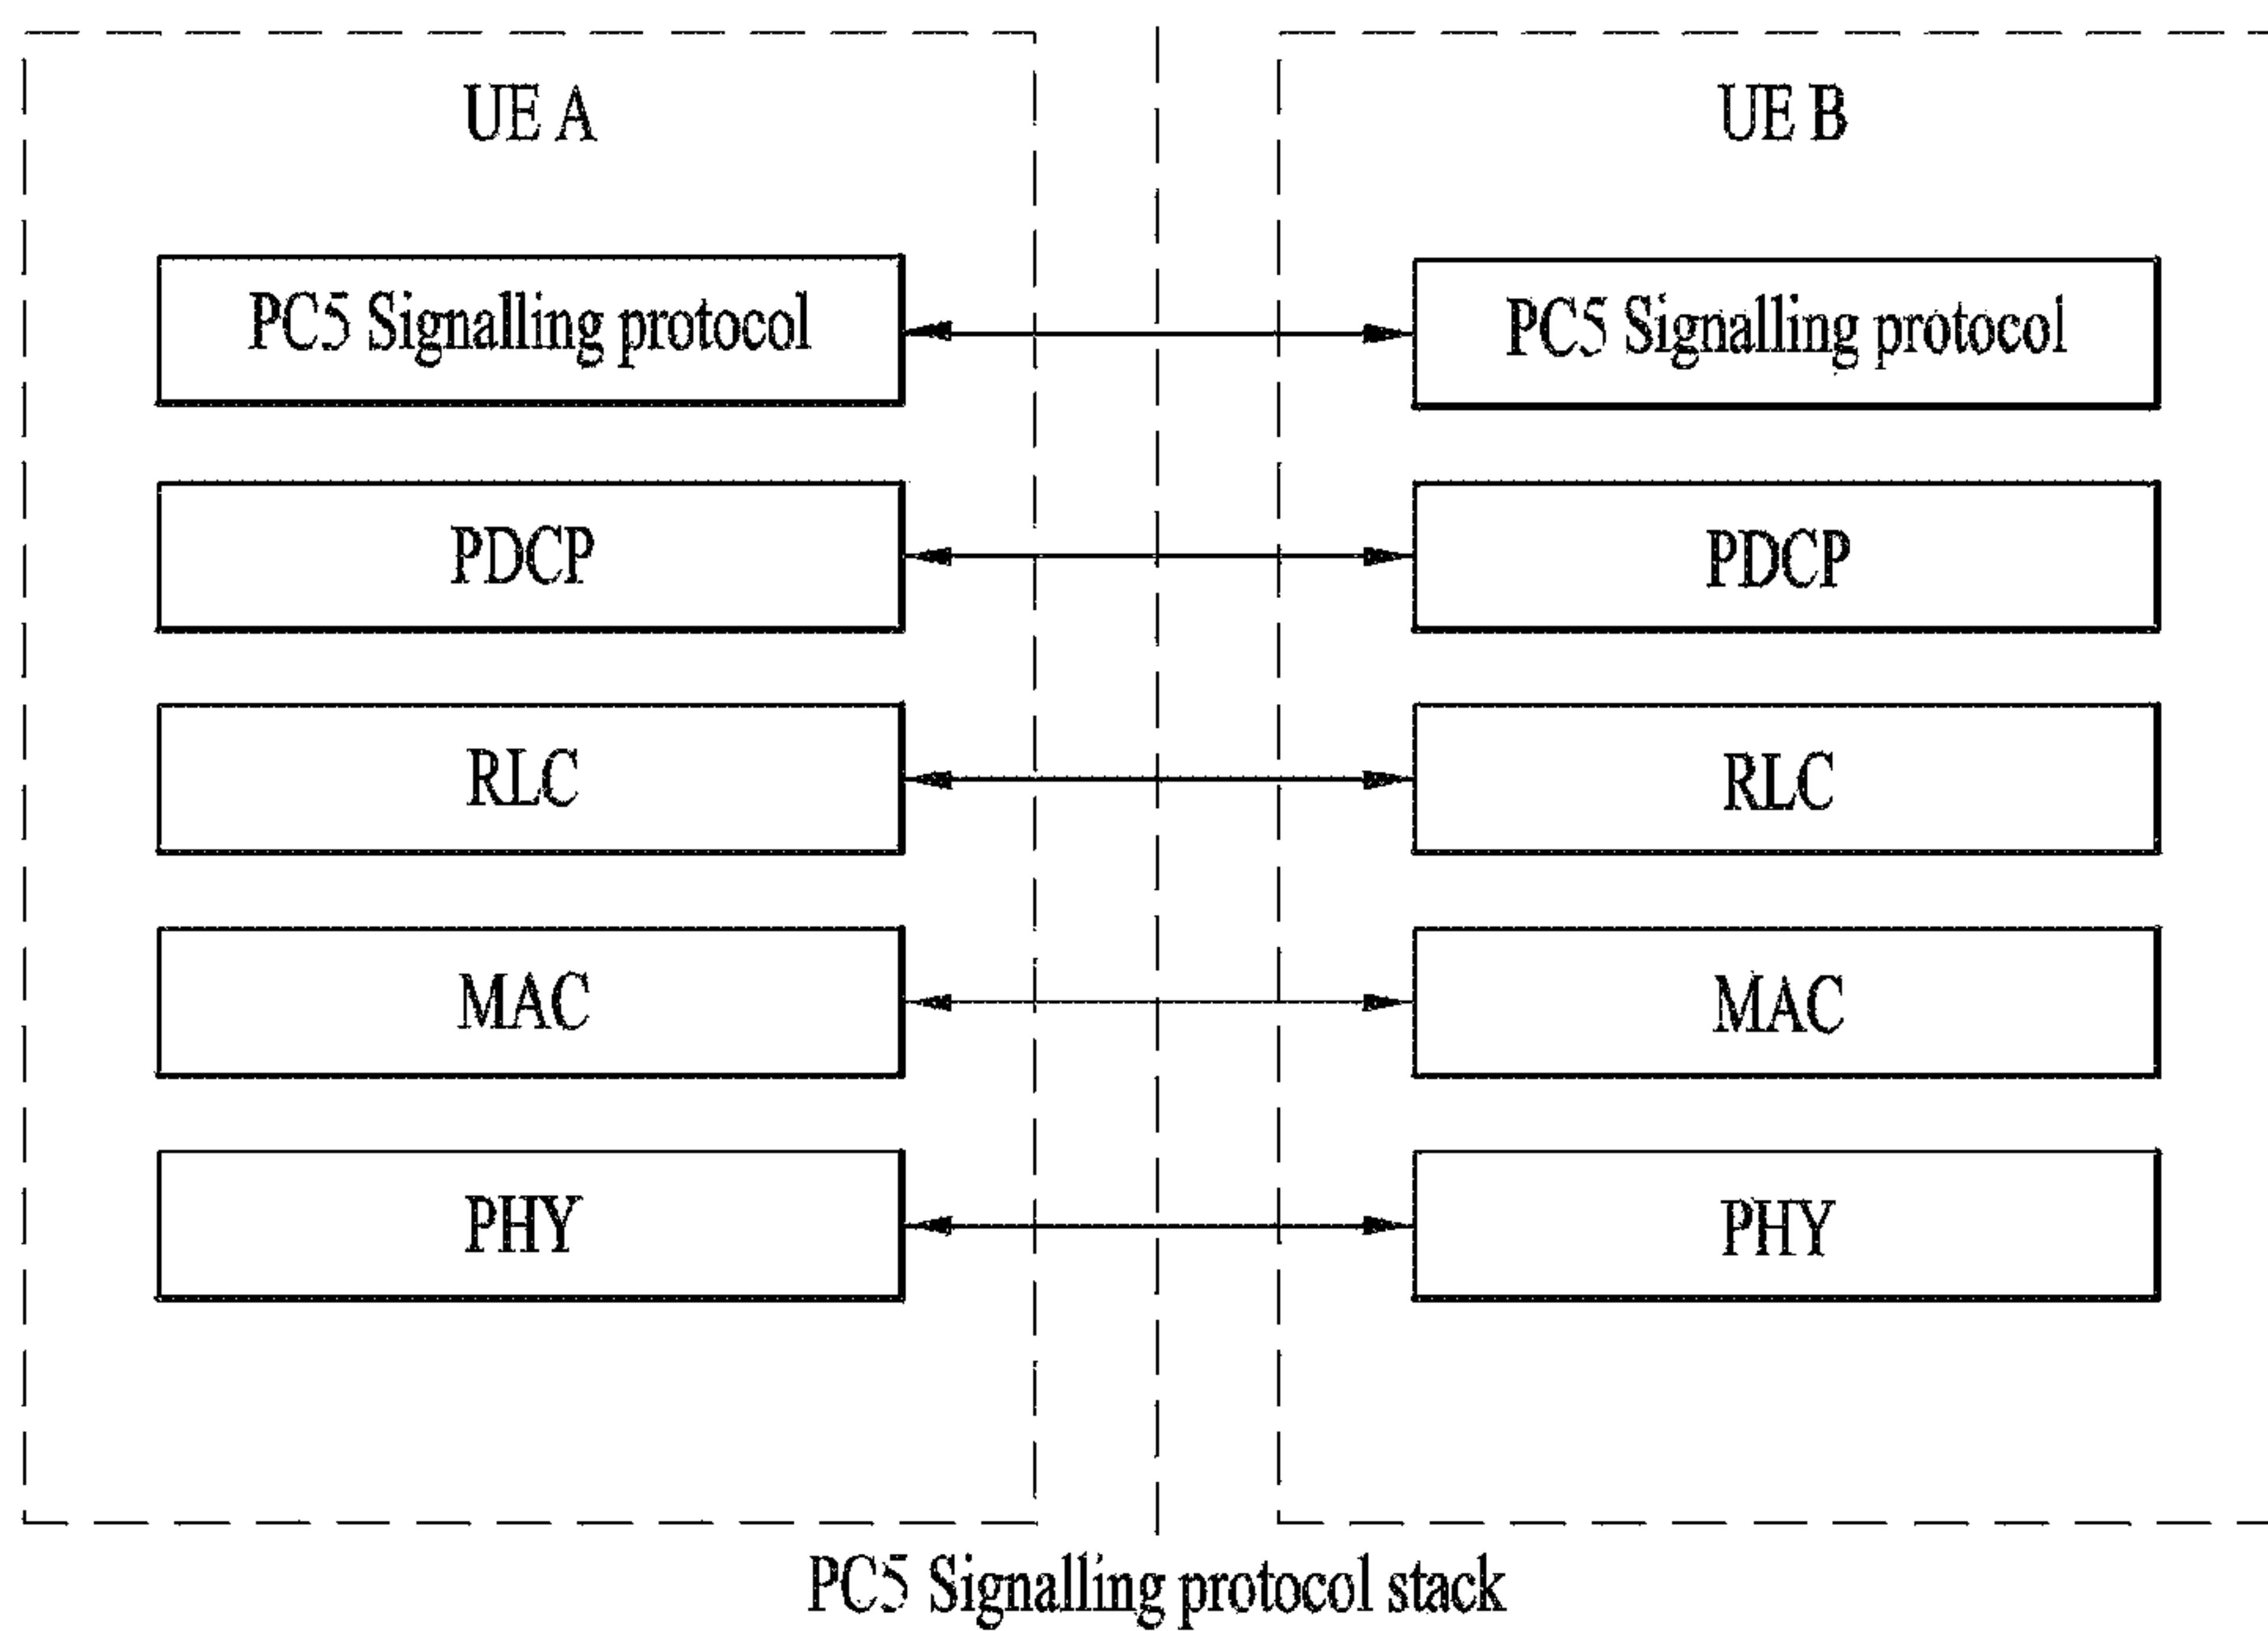 UE A
UE B
PC5 Signalling protocol
PC5 Signalling protocol
PDCP
PDCP
RLC
RLC
MAC
MAC
PHY
PHY
PC5 Signalling protocol stack